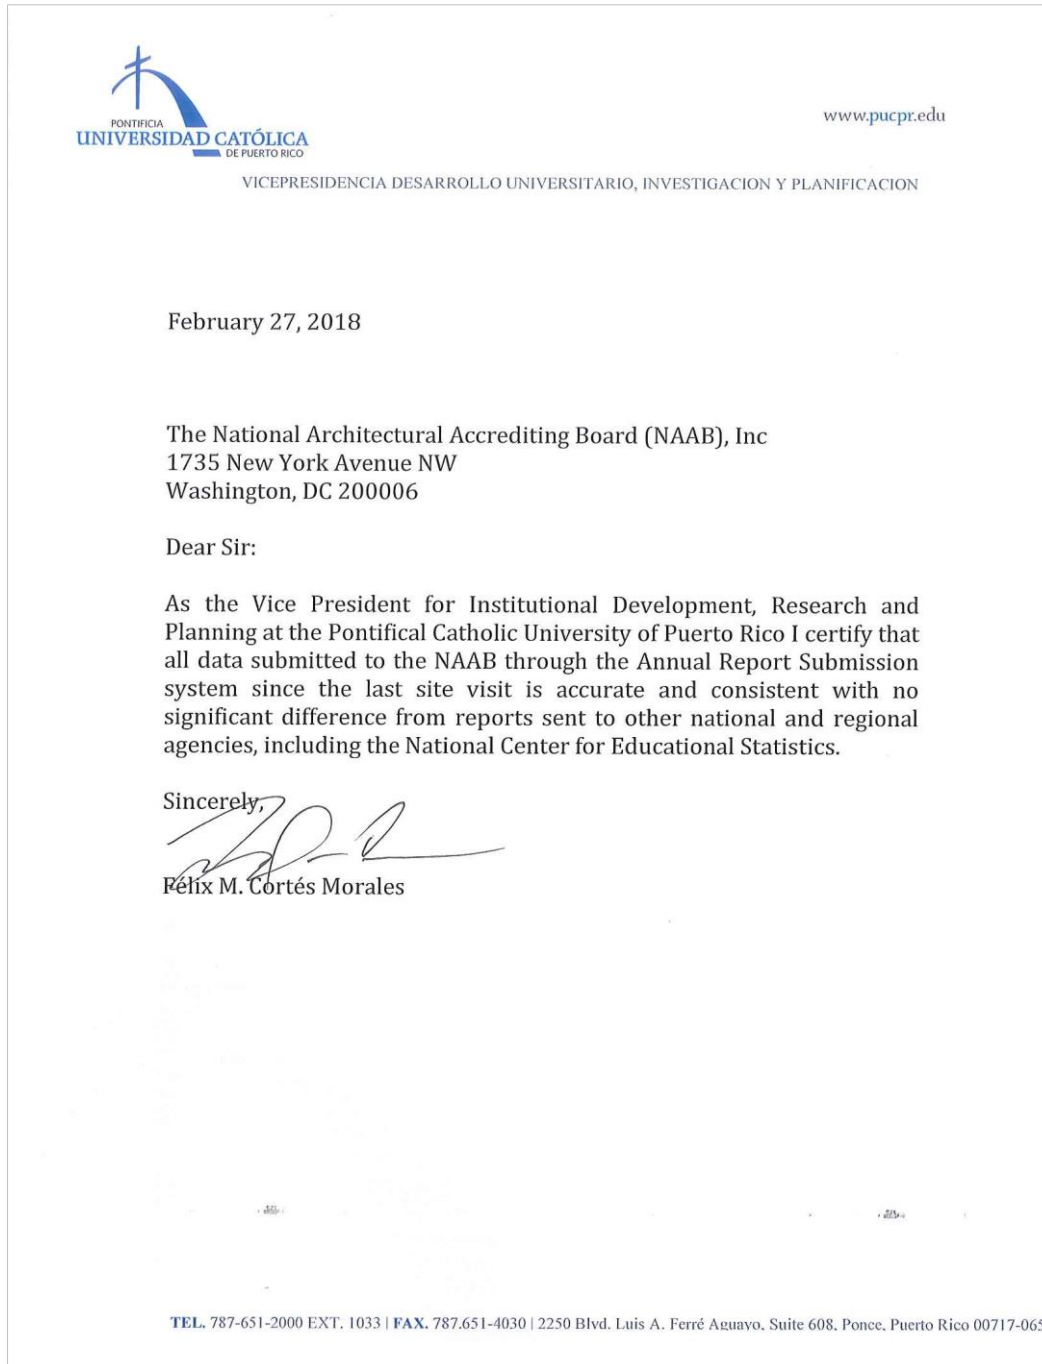 PONTIFICIA
UNIVERSIDAD CATÓLICA
DE PUERTO RICO
www.pucpr.edu
VICEPRESIDENCIA DESARROLLO UNIVERSITARIO, INVESTIGACION Y PLANIFICACION
February 27, 2018
The National Architectural Accrediting Board (NAAB), Inc
1735 New York Avenue NW
Washington, DC 200006
Dear Sir:
As the Vice President for Institutional Development, Research and
Planning at the Pontifical Catholic University of Puerto Rico I certify that
all data submitted to the NAAB through the Annual Report Submission
system since the last site visit is accurate and consistent with no
significant difference from reports sent to other national and regional
agencies, including the National Center for Educational Statistics.
Sincerely,
Félix M. Cortés Morales
TEL. 787-651-2000 EXT. 1033 | FAX. 787.651-4030 | 2250 Blvd. Luis A. Ferré Aguayo, Suite 608, Ponce, Puerto Rico 00717-065